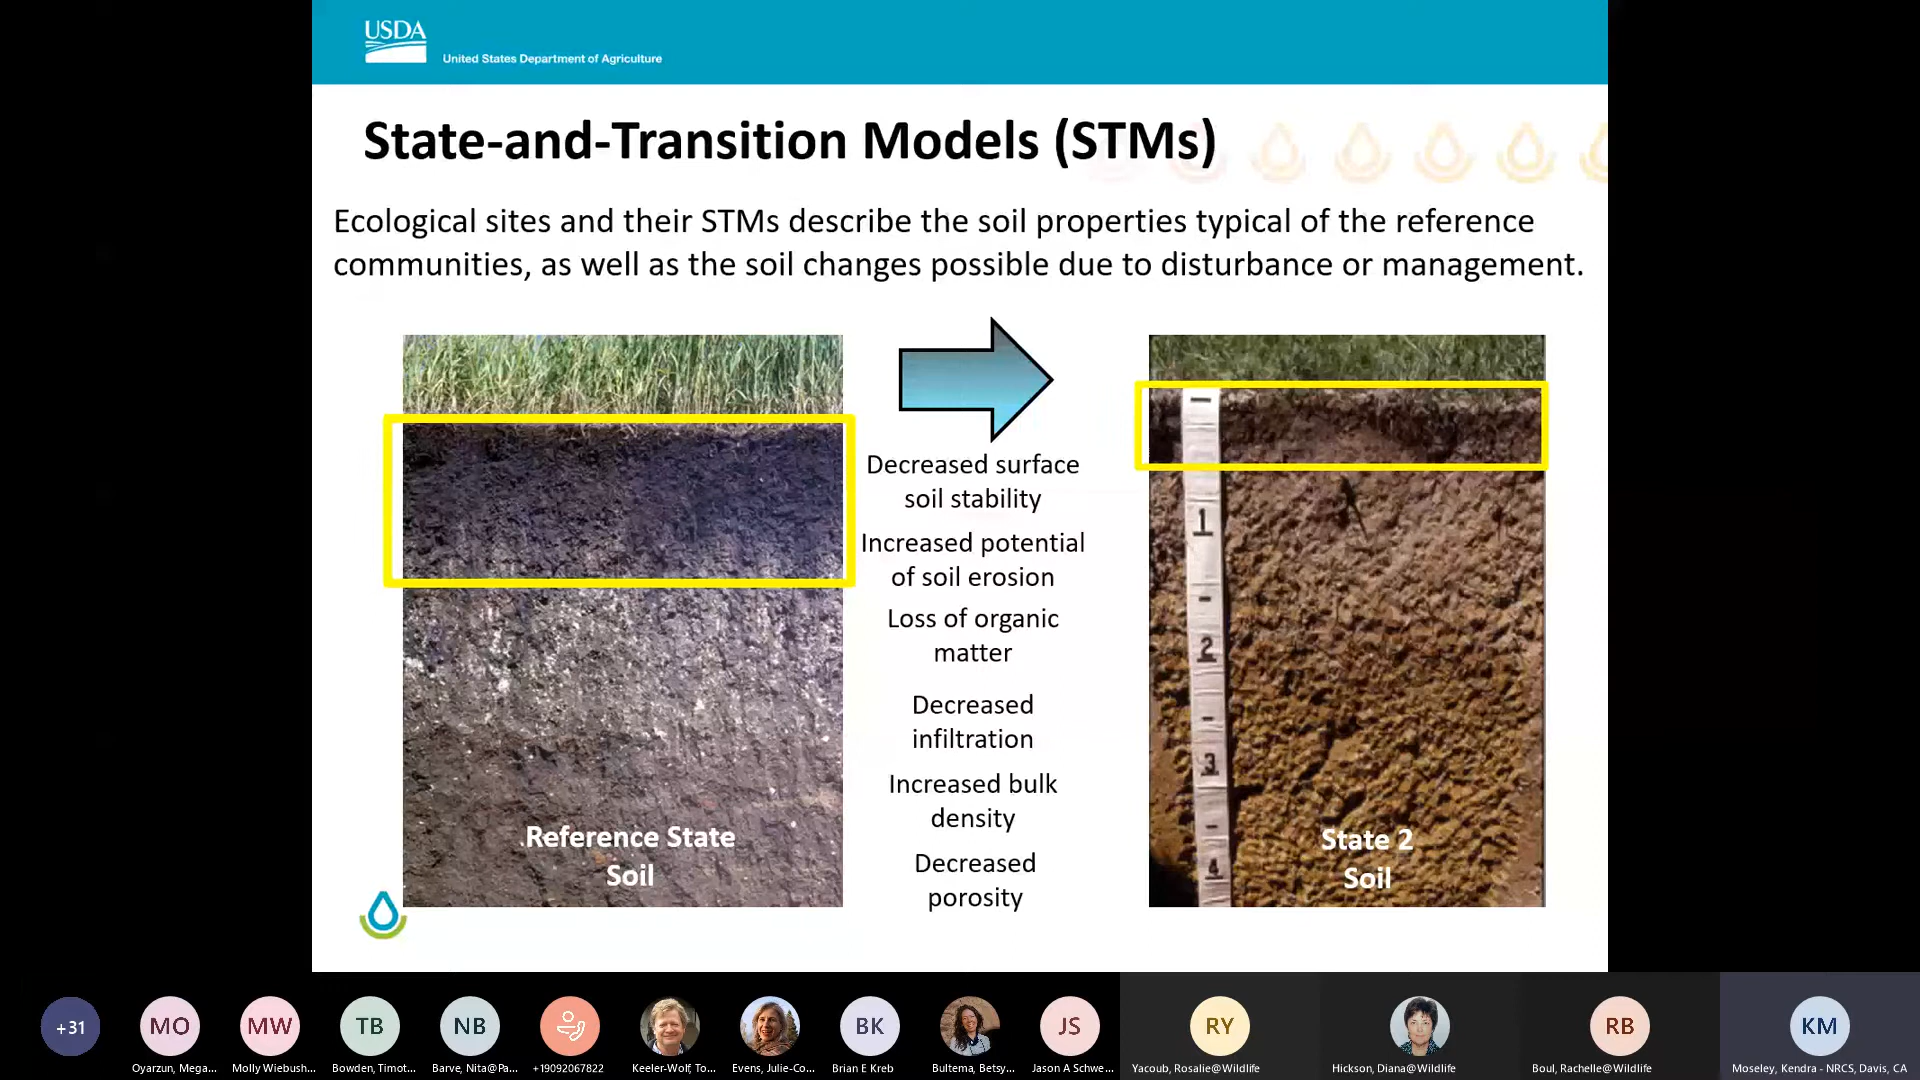 USDA
United States Department of Agriculture
State-and-Transition Models (STMs)
Ecological sites and their STMs describe the soil properties typical of the reference
communities, as well as the soil changes possible due to disturbance or management.
Decreased surface
soil stability
Increased potential
of soil erosion
Loss of organic
matter
Decreased
infiltration
Increased bulk
density
Decreased
porosity
Reference State
Soil
1
2
3
4
State 2
Soil
+31
MO
MW
TB
NB
BK
JS
RY
RB
KM
Oyarzun, Mega...
Molly Wiebush...
Bowden, Timot...
Barve, Nita@Pa...
+19092067822
Keeler-Wolf, To...
Evens, Julie-Co...
Brian E Kreb
Bultema, Betsy...
Jason A Schwe...
Yacoub, Rosalie@Wildlife
Hickson, Diana@Wildlife
Boul, Rachelle@Wildlife
Moseley, Kendra - NRCS, Davis, CA